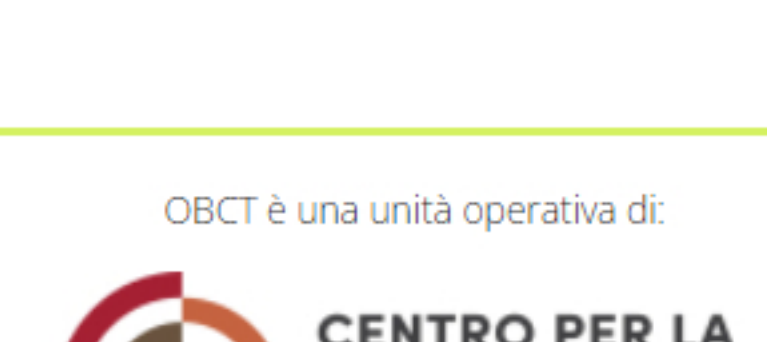 OBCT è una unità operativa di:
CENTRO PER LA